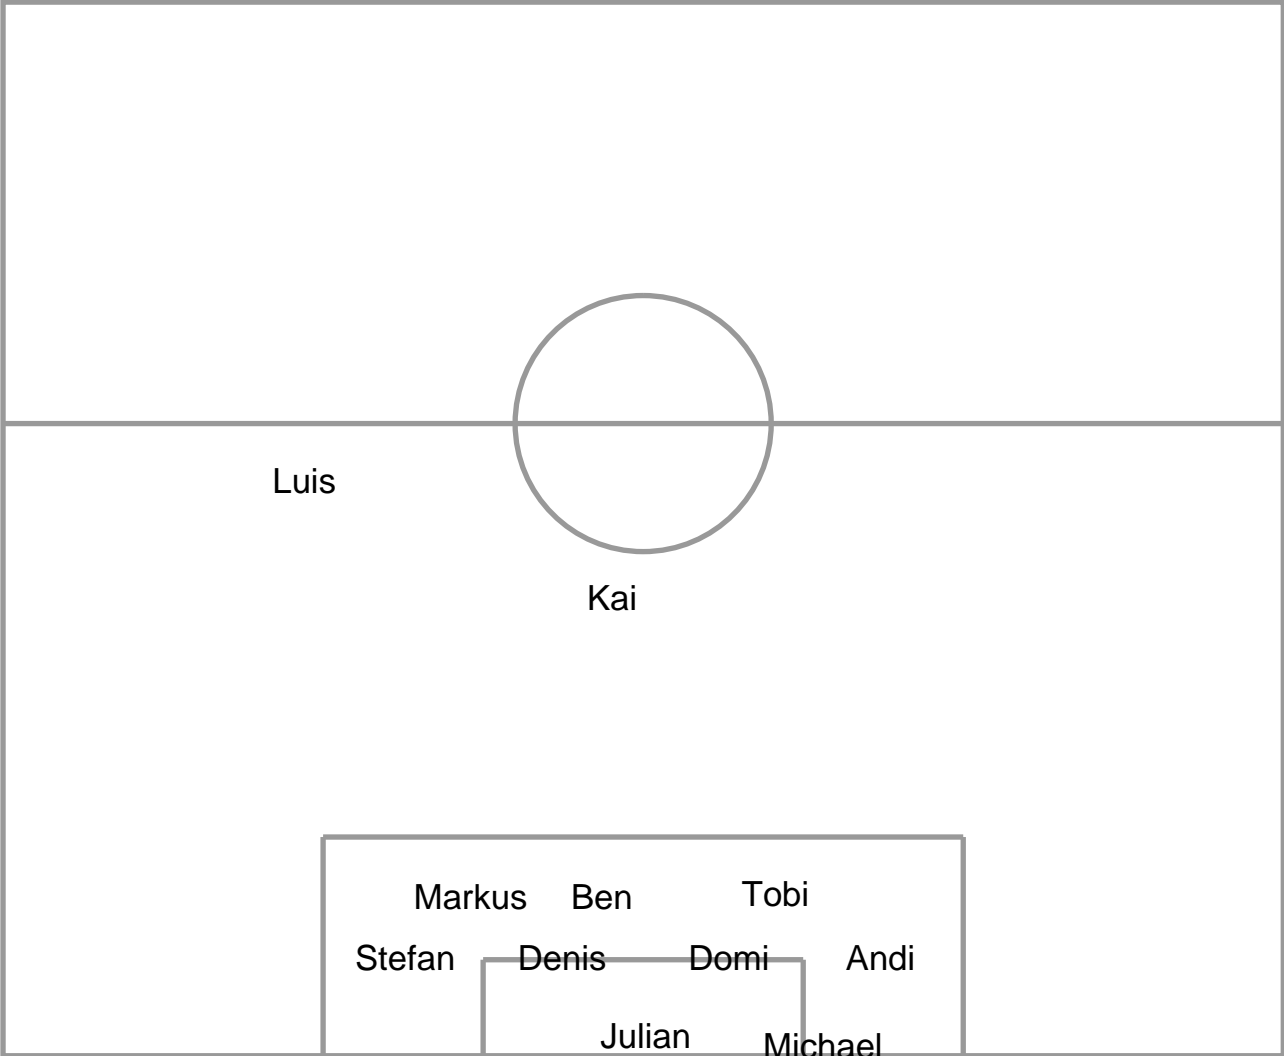 Luis
Kai
Markus Ben Tobi
Stefan Denis Domi Andi
Julian Michael